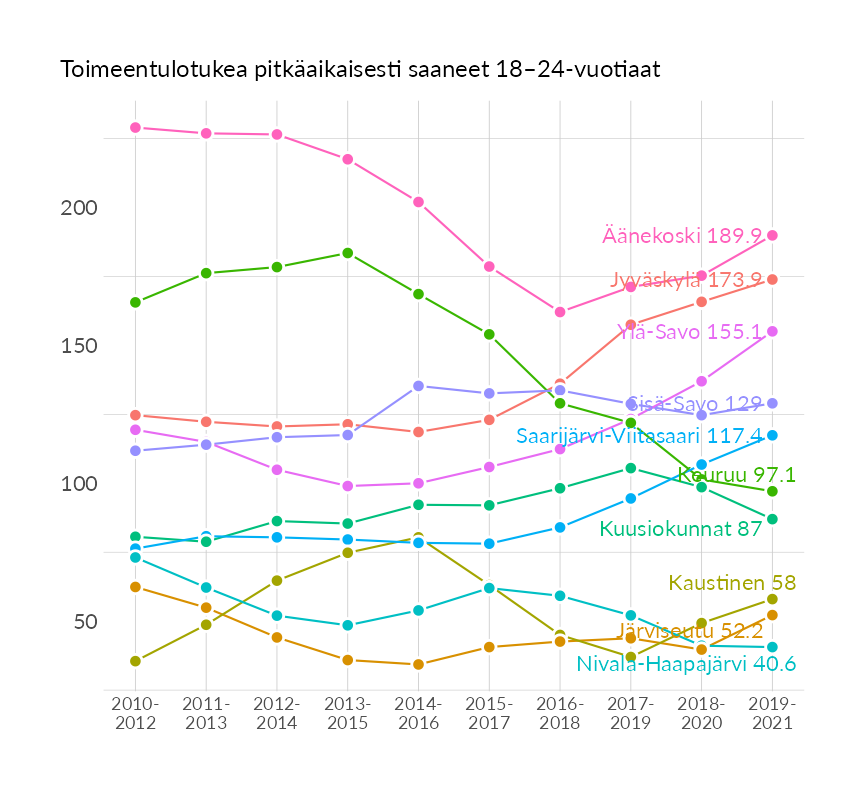 Toimeentulotukea pitkäaikaisesti saaneet 18–24-vuotiaat
200
150
100
50
Äänekoski 189.9
Jyväskylä 173.9
Ylä-Savo 155.1
Sisä-Savo 129
Saarijärvi-Viitasaari 117.4
Keuruu 97.1
Kuusiokunnat 87
Kaustinen 58
Järviseutu 52.2
Nivala-Haapajärvi 40.6
2010- 2011- 2012- 2013- 2014- 2015- 2016- 2017- 2018- 2019-
2012 2013 2014 2015 2016 2017 2018 2019 2020 2021